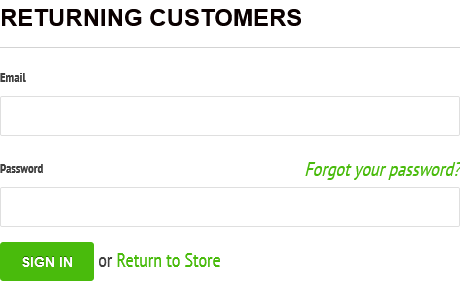 RETURNING CUSTOMERS
Email
Password Forgot your password?
SIGN IN or Return to Store